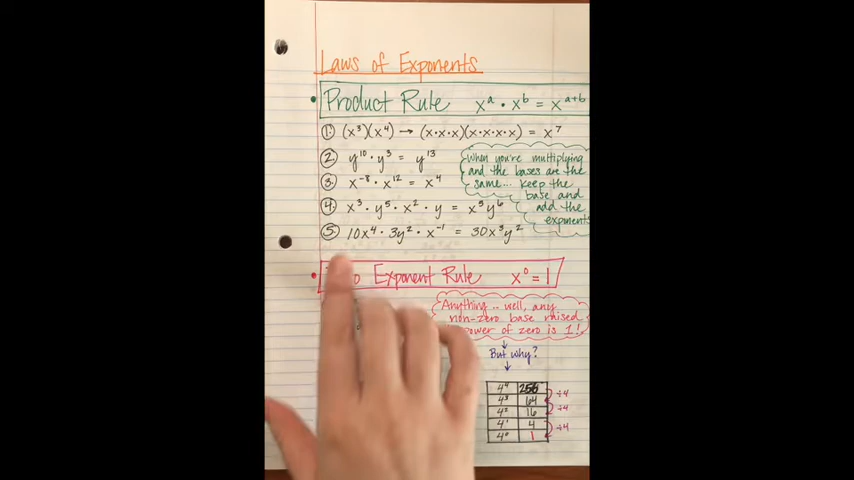 Laws of Exponents
Product Rule x^a · x^b = x^(a+b)
1. (x³)(x⁴) → (x·x·x)(x·x·x·x) = x⁷
2. y¹⁰ · y³ = y¹³
3. x⁻⁸ · x¹² = x⁴
4. x³ · y⁵ · x² · y = x⁵y⁶
5. 10x⁴ · 3y² · x⁻¹ = 30x³y²
When you're multiplying
and the bases are the
same... keep the
base and
add the
exponents
Exponent Rule x⁰ = 1
Anything .. well, any
non-zero base raised
power of zero is 1!
↓
But why?
↓
4⁴ 256
4³ 64
4² 16
4¹ 4
4⁰ 1
÷4
÷4
÷4